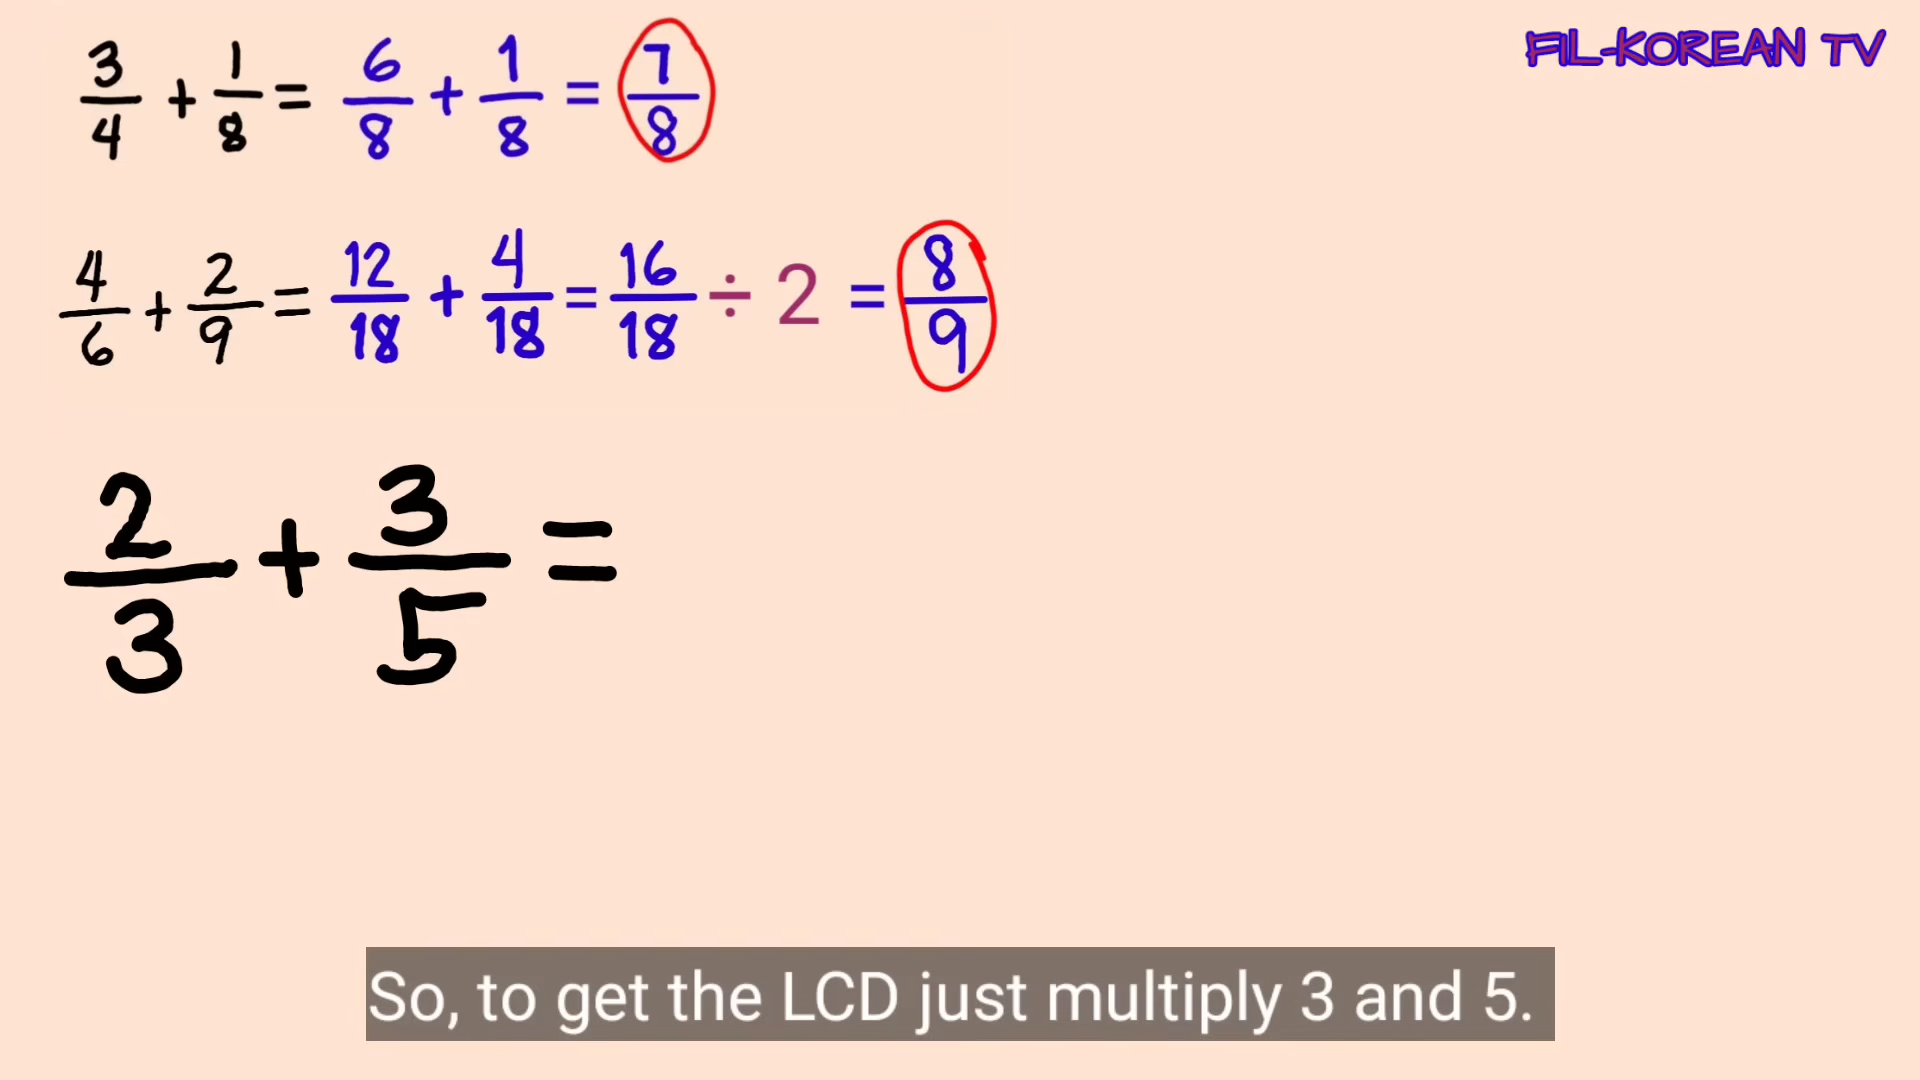 FIL-KOREAN TV
3/4 + 1/8 = 6/8 + 1/8 = 7/8
4/6 + 2/9 = 12/18 + 4/18 = 16/18 ÷ 2 = 8/9
2/3 + 3/5 =
So, to get the LCD just multiply 3 and 5.